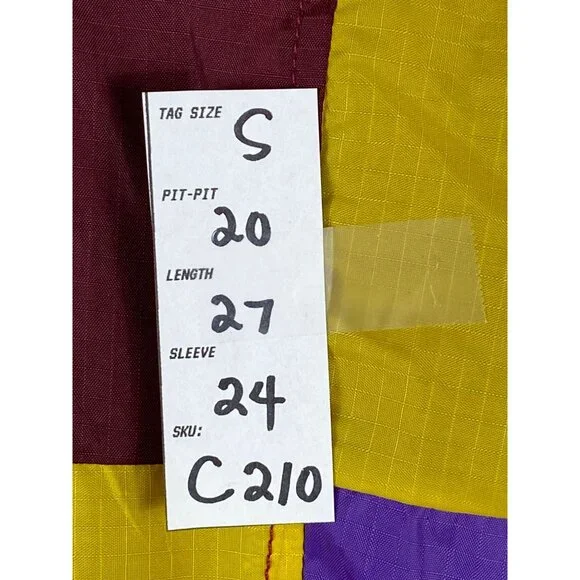 TAG SIZE S
PIT-PIT
20
LENGTH
27
SLEEVE
24
SKU:
C210